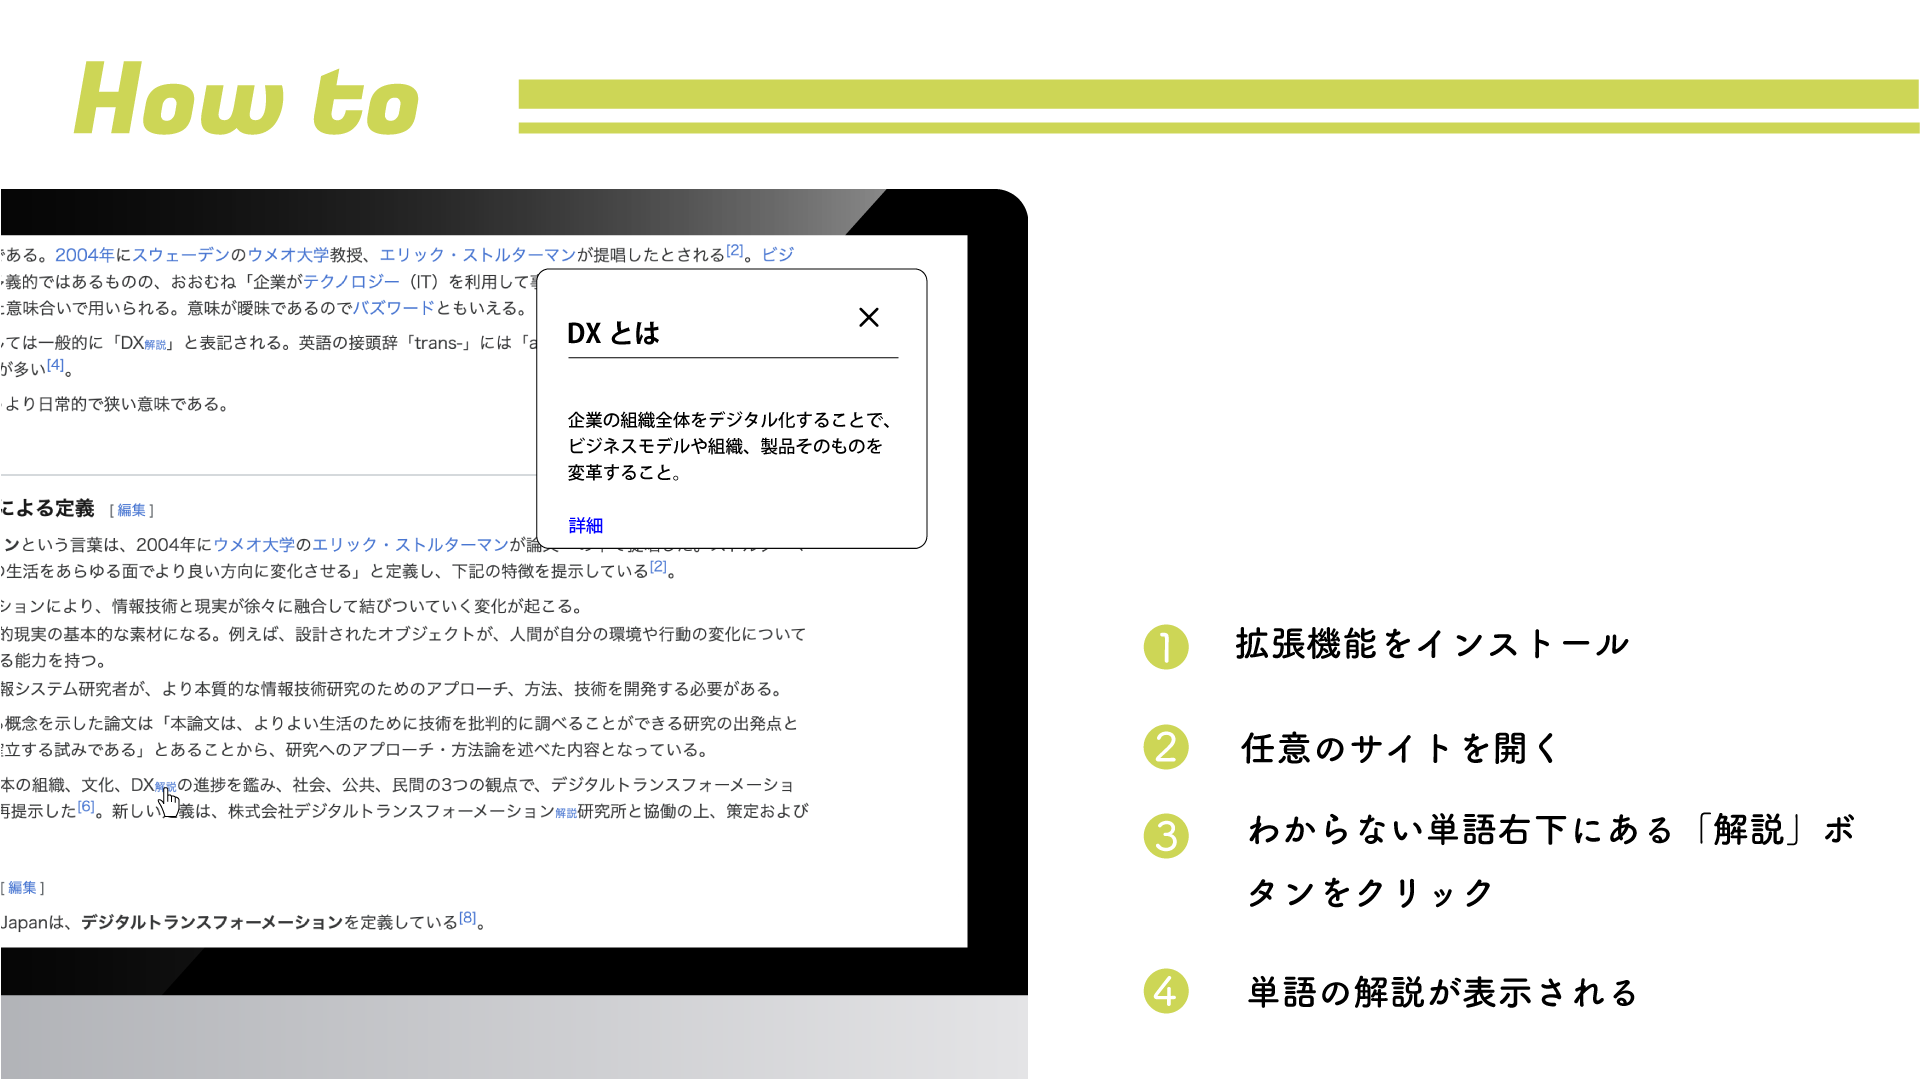 How to
である。2004年にスウェーデンのウメオ大学教授、エリック・ストルターマンが提唱したとされる[2]。ビジ
義的ではあるものの、おおむね「企業がテクノロジー（IT）を利用して
意味合いで用いられる。意味が曖昧であるのでバズワードともいえる。
ては一般的に「DX解説」と表記される。英語の接頭辞「trans-」には「a
が多い[4]。
より日常的で狭い意味である。
DX とは
企業の組織全体をデジタル化することで、
ビジネスモデルや組織、製品そのものを
変革すること。
詳細
による定義 [編集]
ンという言葉は、2004年にウメオ大学のエリック・ストルターマンが論
生活をあらゆる面でより良い方向に変化させる」と定義し、下記の特徴を提示している[2]。
ションにより、情報技術と現実が徐々に融合して結びついていく変化が起こる。
的現実の基本的な素材になる。例えば、設計されたオブジェクトが、人間が自分の環境や行動の変化について
る能力を持つ。
報システム研究者が、より本質的な情報技術研究のためのアプローチ、方法、技術を開発する必要がある。
概念を示した論文は「本論文は、よりよい生活のために技術を批判的に調べることができる研究の出発点と
立する試みである」とあることから、研究へのアプローチ・方法論を述べた内容となっている。
本の組織、文化、DX解説の進捗を鑑み、社会、公共、民間の3つの観点で、デジタルトランスフォーメーショ
再提示した[6]。新しい義は、株式会社デジタルトランスフォーメーション解説研究所と協働の上、策定および
[編集]
Japanは、デジタルトランスフォーメーションを定義している[8]。
1 拡張機能をインストール
2 任意のサイトを開く
3 わからない単語右下にある「解説」ボ
タンをクリック
4 単語の解説が表示される